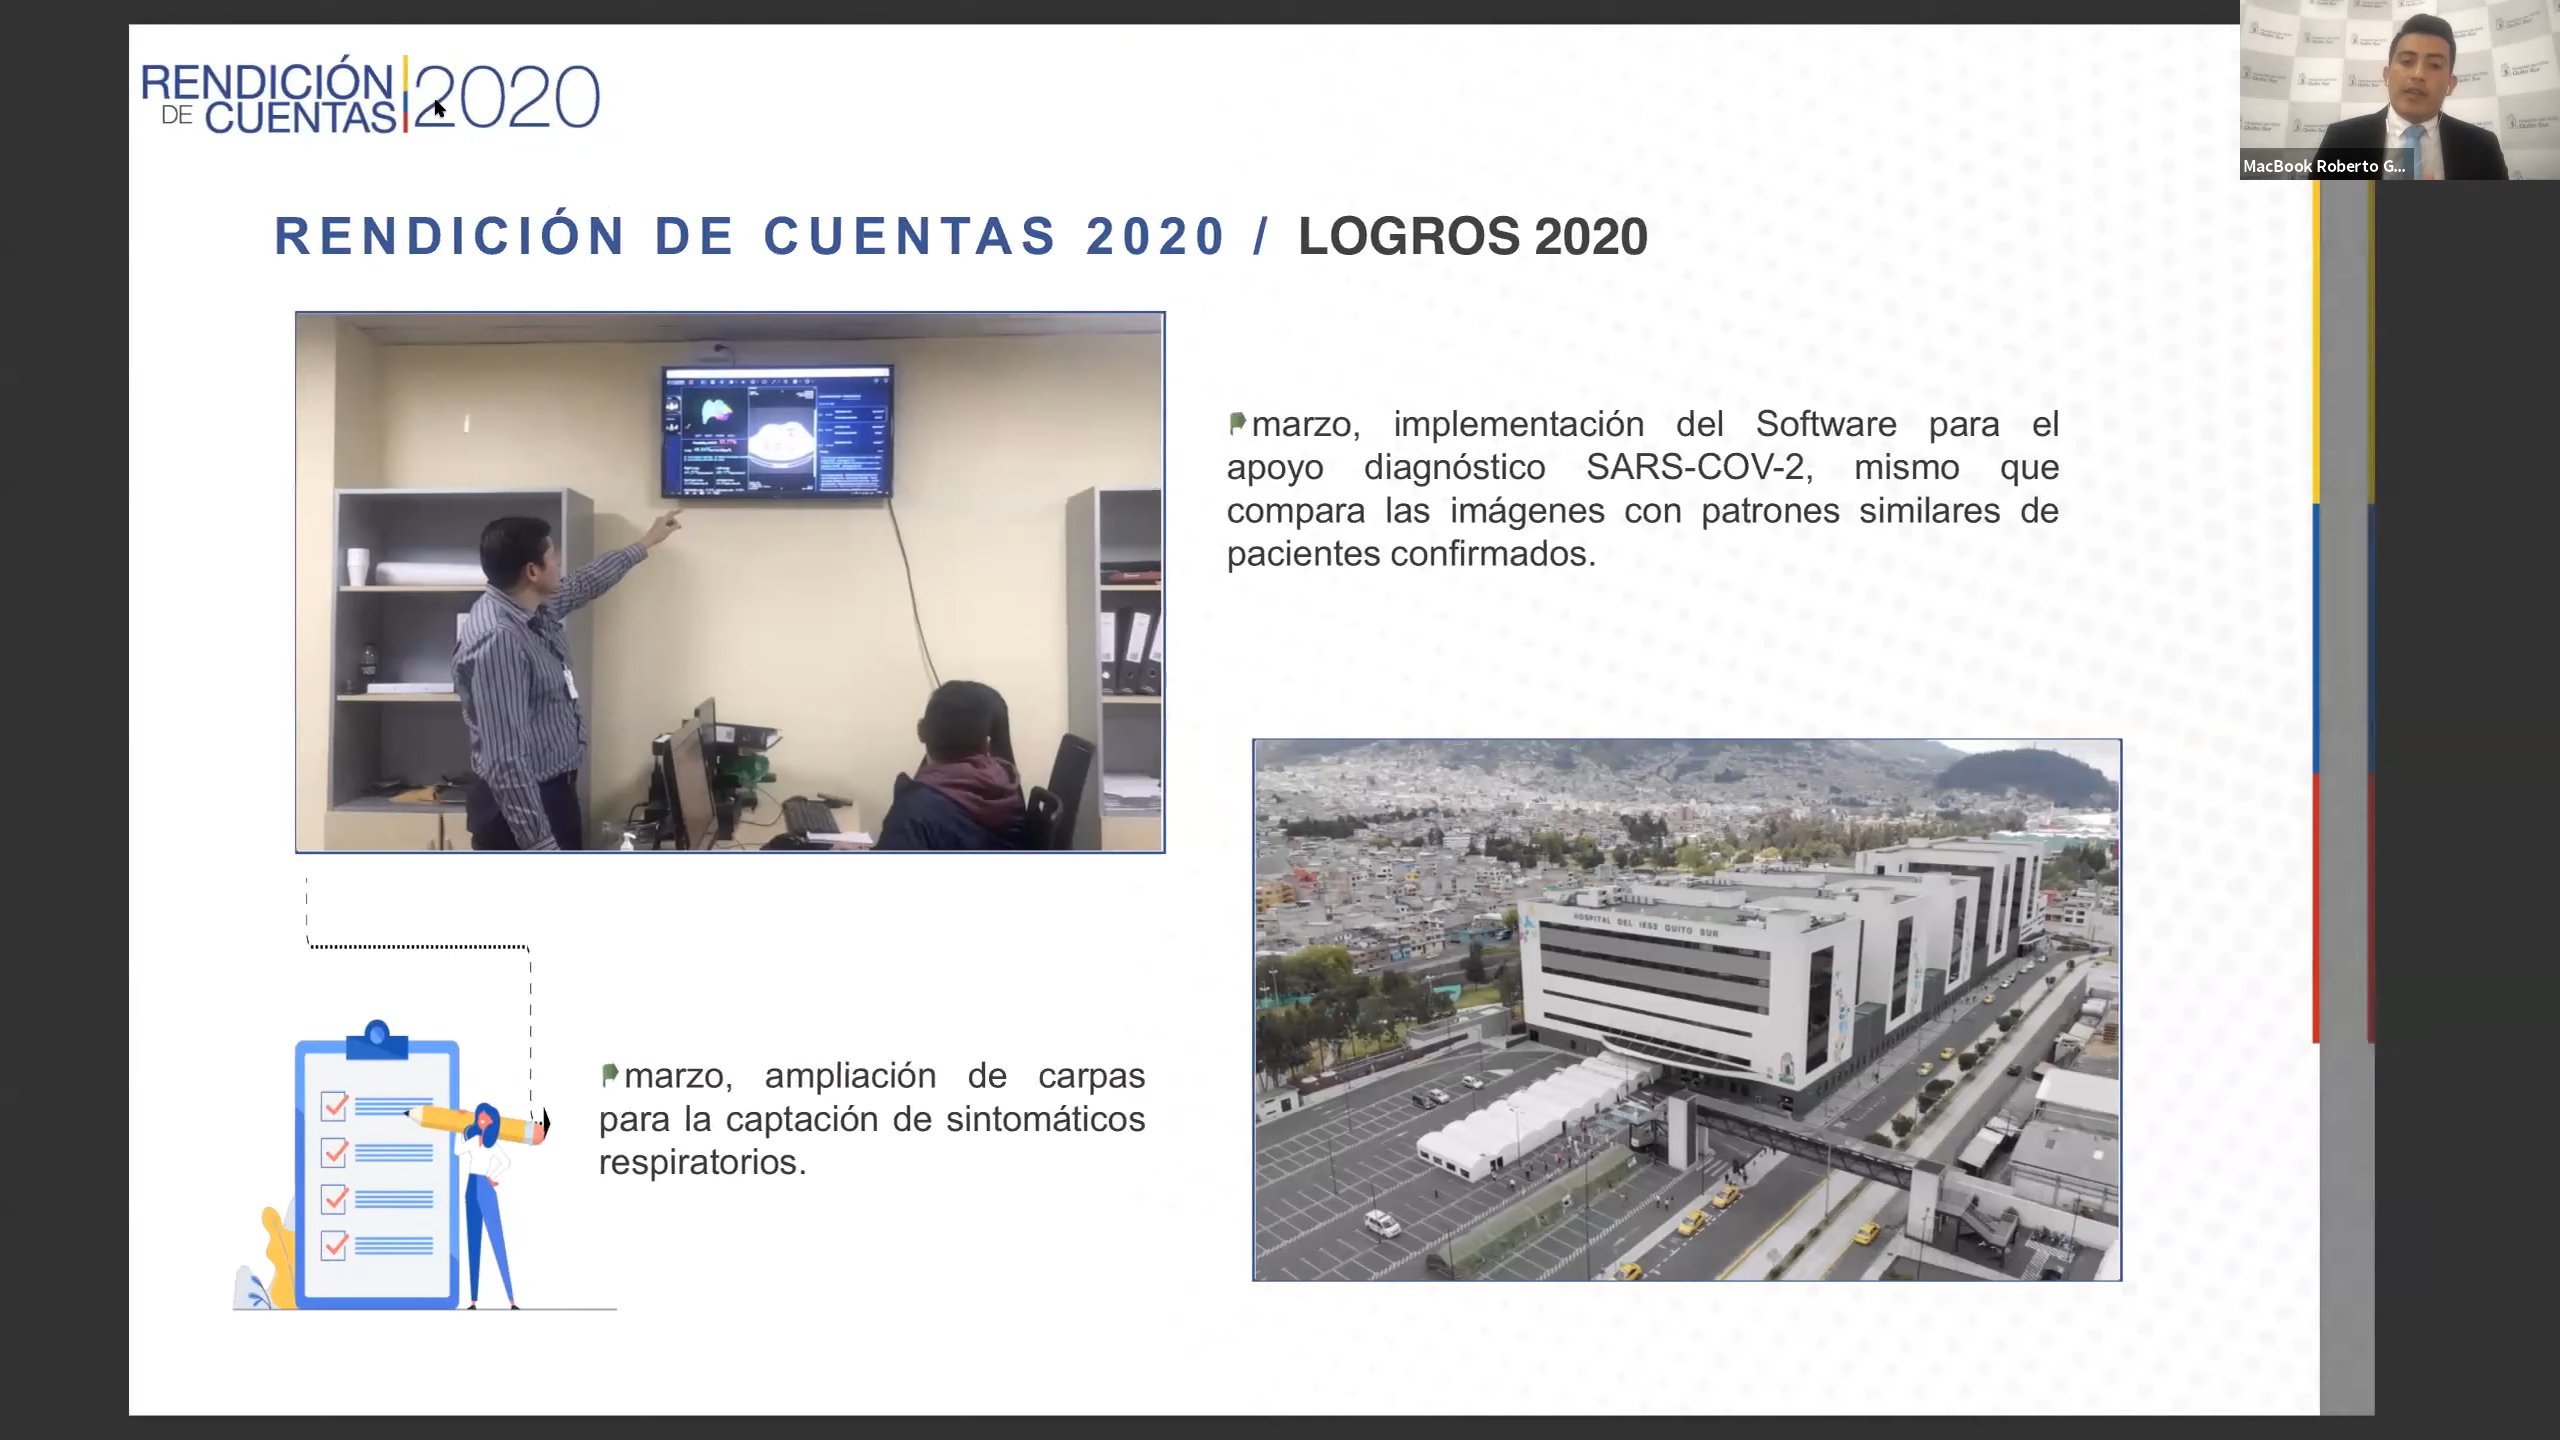 RENDICIÓN
DE CUENTAS
2020
MacBook Roberto G...
RENDICIÓN DE CUENTAS 2020 / LOGROS 2020
marzo, implementación del Software para el
apoyo diagnóstico SARS-COV-2, mismo que
compara las imágenes con patrones similares de
pacientes confirmados.
HOSPITAL DEL IESS QUITO SUR
marzo, ampliación de carpas
para la captación de sintomáticos
respiratorios.